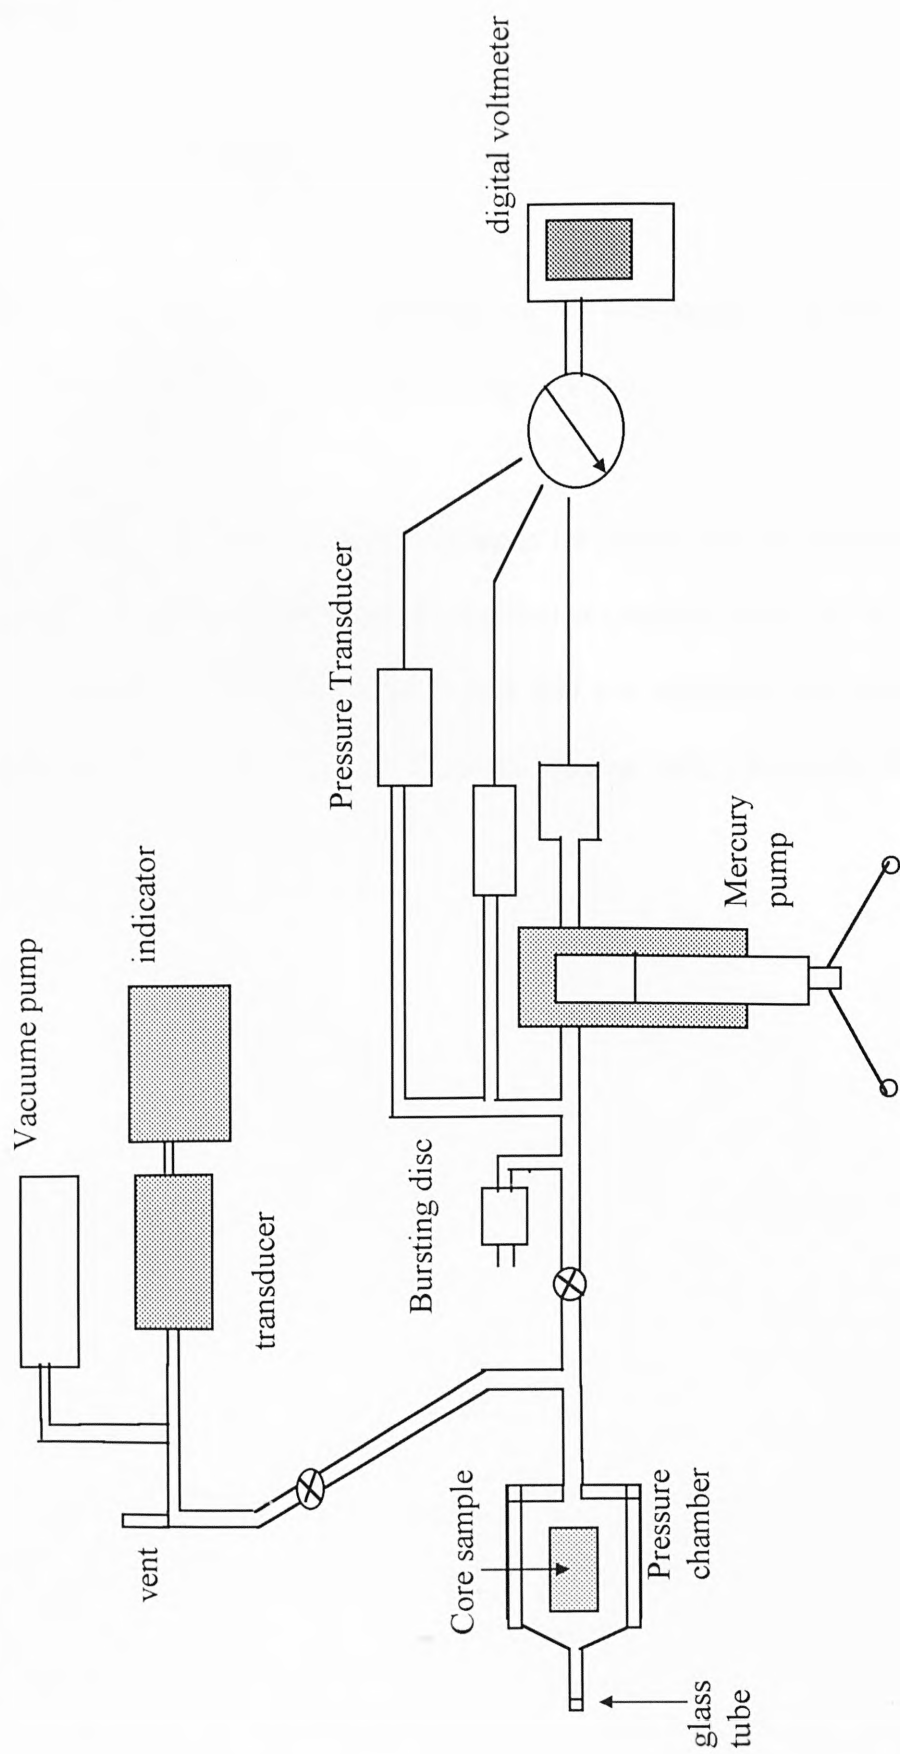 Vacuume pump
indicator
transducer
vent
Pressure Transducer
digital voltmeter
Bursting disc
Mercury
pump
Core sample
Pressure
chamber
glass
tube